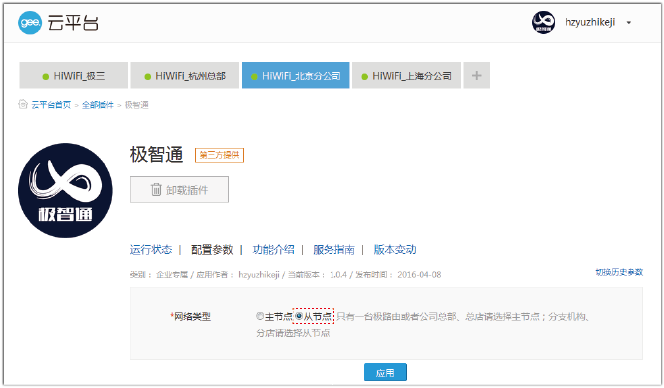 gee. 云平台
hzyuzhikeji
HiWiFi_极三 HiWiFi_杭州总部 HiWiFi_北京分公司 HiWiFi_上海分公司 +
云平台首页 > 全部插件 > 极智通
极智通
极智通 第三方提供
卸载插件
运行状态 | 配置参数 | 功能介绍 | 服务指南 | 版本变动
类别： 企业专属 / 应用作者： hzyuzhikeji / 当前版本： 1.0.4 / 发布时间： 2016-04-08
切换历史参数
*网络类型 主节点 从节点 只有一台极路由或者公司总部、总店请选择主节点；分支机构、
分店请选择从节点
应用